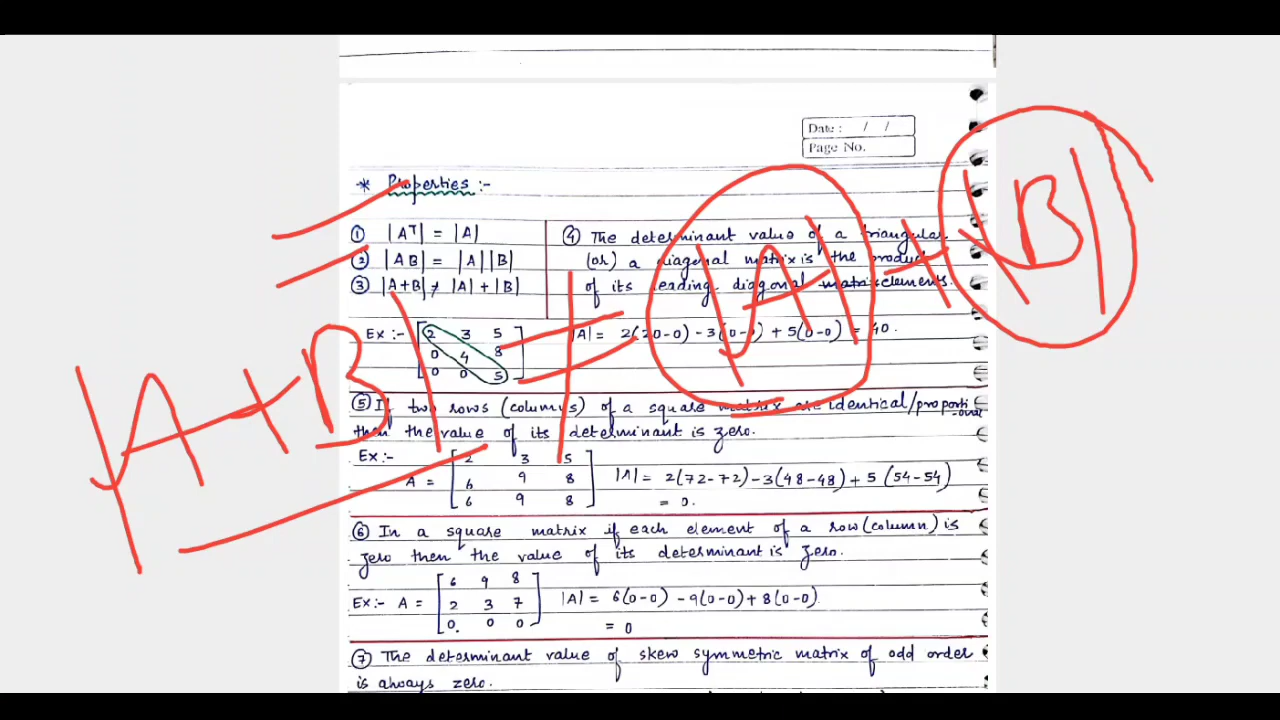 Date : / /
Page No.
* Properties :-
① |Aᵀ| = |A|
② |AB| = |A||B|
③ |A+B| ≠ |A| + |B|
④ The determinant value of a triangular
(or) a diagonal matrix is the product
of its leading diagonal matrix elements.
Ex :- [2 3 5
0 4 8
0 0 5]
|A| = 2(20-0) -3(0-0) + 5(0-0) = 40.
|A+B| ≠ |A| + |B|
⑤ If two rows (columns) of a square matrix are identical/proportional
then the value of its determinant is zero.
Ex :-
A = [2 3 5
6 9 8
6 9 8]
|A| = 2(72-72) -3(48-48) + 5 (54-54)
= 0.
⑥ In a square matrix if each element of a row (column) is
zero then the value of its determinant is zero.
Ex :- A = [6 9 8
2 3 7
0. 0 0]
|A| = 6(0-0) -9(0-0) + 8(0-0)
= 0
⑦ The determinant value of skew symmetric matrix of odd order
is always zero.